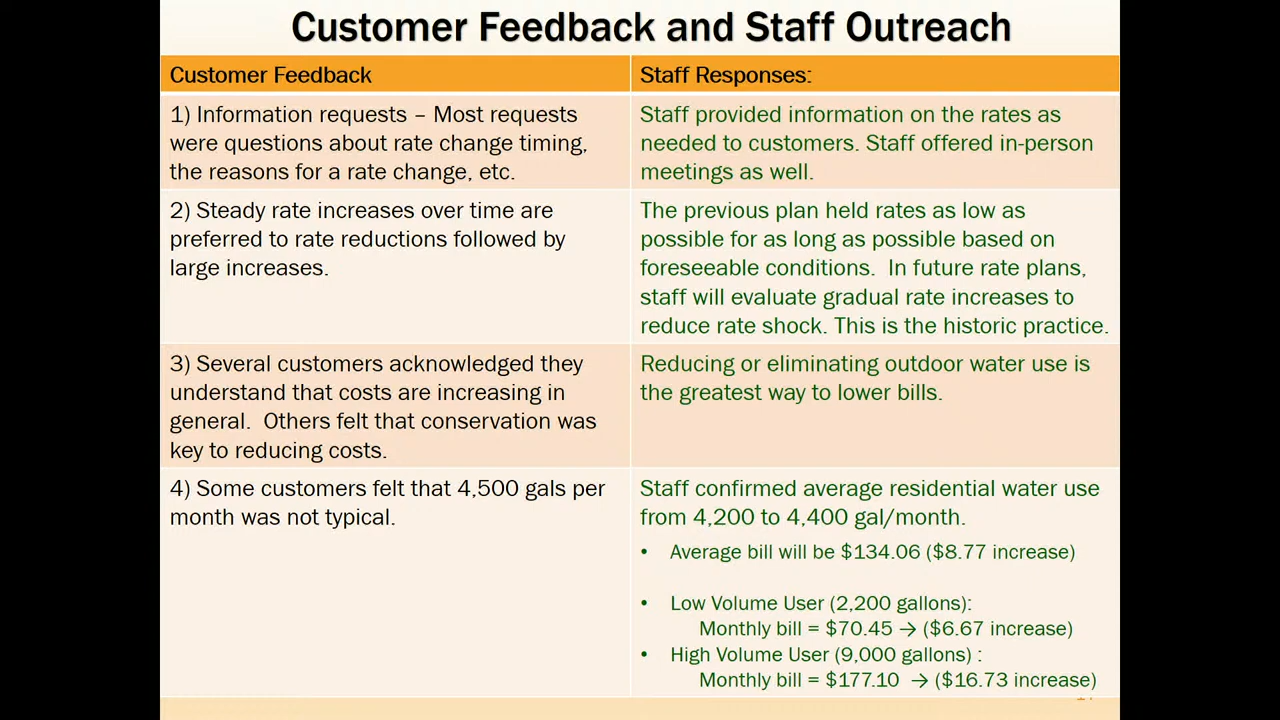 Customer Feedback and Staff Outreach
Customer Feedback
Staff Responses:
1) Information requests – Most requests
were questions about rate change timing,
the reasons for a rate change, etc.
Staff provided information on the rates as
needed to customers. Staff offered in-person
meetings as well.
2) Steady rate increases over time are
preferred to rate reductions followed by
large increases.
The previous plan held rates as low as
possible for as long as possible based on
foreseeable conditions.  In future rate plans,
staff will evaluate gradual rate increases to
reduce rate shock. This is the historic practice.
3) Several customers acknowledged they
understand that costs are increasing in
general.  Others felt that conservation was
key to reducing costs.
Reducing or eliminating outdoor water use is
the greatest way to lower bills.
4) Some customers felt that 4,500 gals per
month was not typical.
Staff confirmed average residential water use
from 4,200 to 4,400 gal/month.
• Average bill will be $134.06 ($8.77 increase)
• Low Volume User (2,200 gallons):
Monthly bill = $70.45 → ($6.67 increase)
• High Volume User (9,000 gallons) :
Monthly bill = $177.10 → ($16.73 increase)